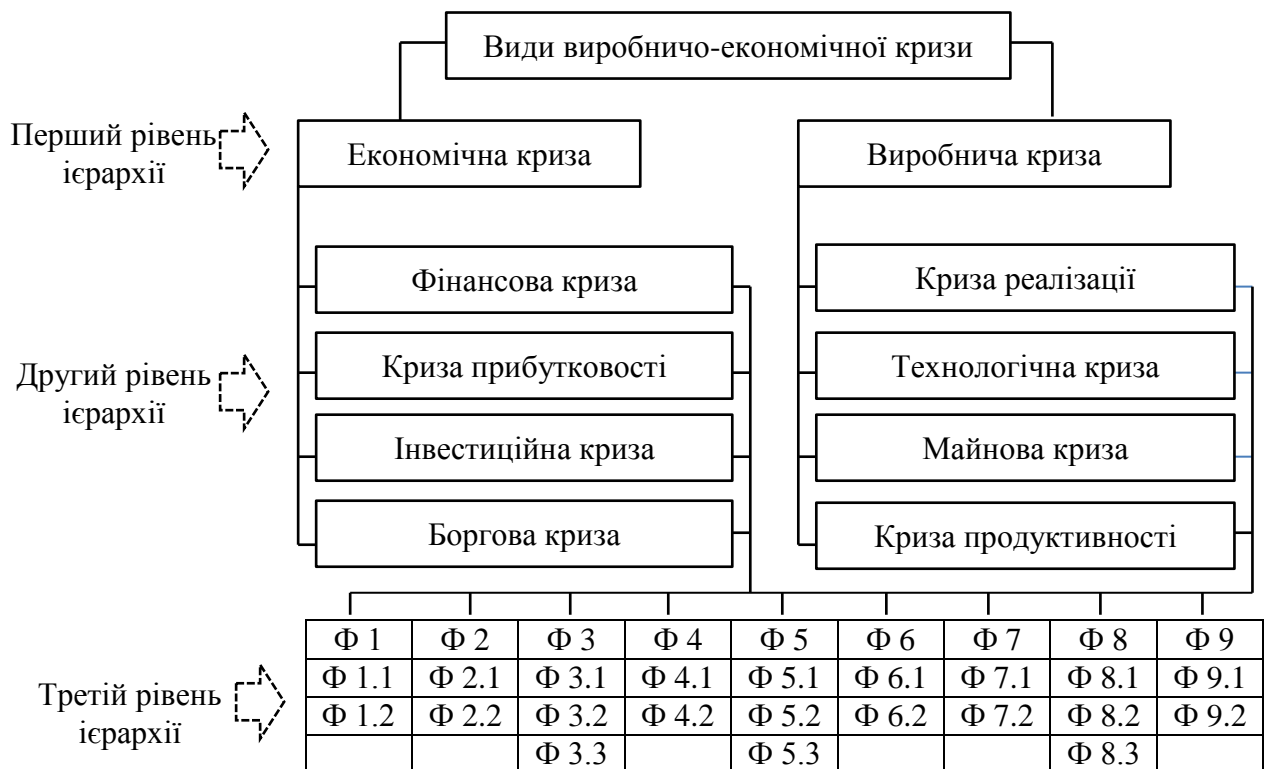 Види виробничо-економічної кризи
Перший рівень
ієрархії
Економічна криза
Виробнича криза
Другий рівень
ієрархії
Фінансова криза
Криза реалізації
Криза прибутковості
Технологічна криза
Інвестиційна криза
Майнова криза
Боргова криза
Криза продуктивності
Третій рівень
ієрархії
Ф 1 Ф 2 Ф 3 Ф 4 Ф 5 Ф 6 Ф 7 Ф 8 Ф 9
Ф 1.1 Ф 2.1 Ф 3.1 Ф 4.1 Ф 5.1 Ф 6.1 Ф 7.1 Ф 8.1 Ф 9.1
Ф 1.2 Ф 2.2 Ф 3.2 Ф 4.2 Ф 5.2 Ф 6.2 Ф 7.2 Ф 8.2 Ф 9.2
Ф 3.3 Ф 5.3 Ф 8.3